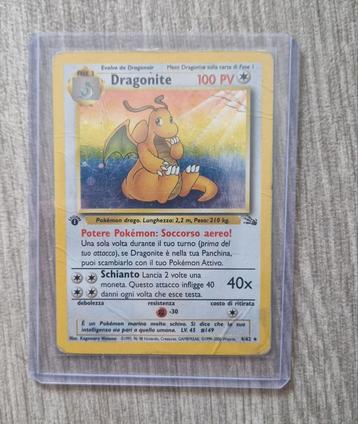 Evolve da Dragonair
Metti Dragonite sulla carta di Fase 1
Dragonite
100 PV
Pokémon drago. Lunghezza: 2,2 m, Peso: 210 kg.
Potere Pokémon: Soccorso aereo!
Una sola volta durante il tuo turno (prima del
tuo attacco), se Dragonite è nella tua Panchina,
puoi scambiarlo con il tuo Pokémon Attivo.
Schianto Lancia 2 volte una
moneta. Questo attacco infligge 40
danni ogni volta che esce testa.
40x
debolezza
resistenza
costo di ritirata
-30
È un Pokémon marino molto schivo. Si dice che la sua
intelligenza sia pari a quella umana. LV. 45 #149
4/62